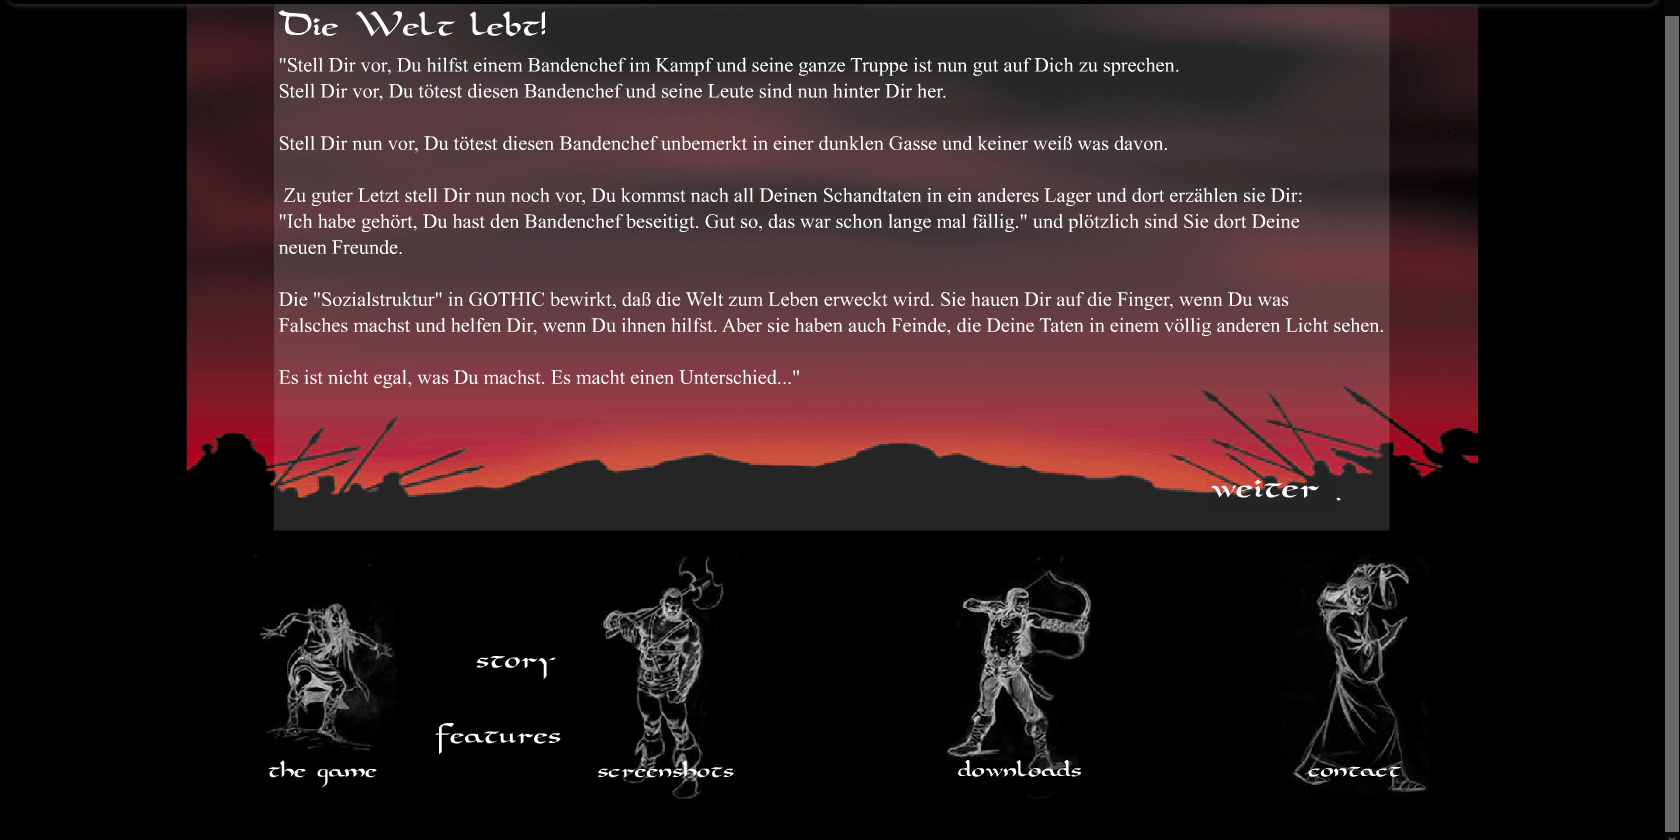 Die Welt lebt!
"Stell Dir vor, Du hilfst einem Bandenchef im Kampf und seine ganze Truppe ist nun gut auf Dich zu sprechen.
Stell Dir vor, Du tötest diesen Bandenchef und seine Leute sind nun hinter Dir her.
Stell Dir nun vor, Du tötest diesen Bandenchef unbemerkt in einer dunklen Gasse und keiner weiß was davon.
Zu guter Letzt stell Dir nun noch vor, Du kommst nach all Deinen Schandtaten in ein anderes Lager und dort erzählen sie Dir:
"Ich habe gehört, Du hast den Bandenchef beseitigt. Gut so, das war schon lange mal fällig." und plötzlich sind Sie dort Deine
neuen Freunde.
Die "Sozialstruktur" in GOTHIC bewirkt, daß die Welt zum Leben erweckt wird. Sie hauen Dir auf die Finger, wenn Du was
Falsches machst und helfen Dir, wenn Du ihnen hilfst. Aber sie haben auch Feinde, die Deine Taten in einem völlig anderen Licht sehen.
Es ist nicht egal, was Du machst. Es macht einen Unterschied..."
weiter .
story
features
the game
screenshots
downloads
contact